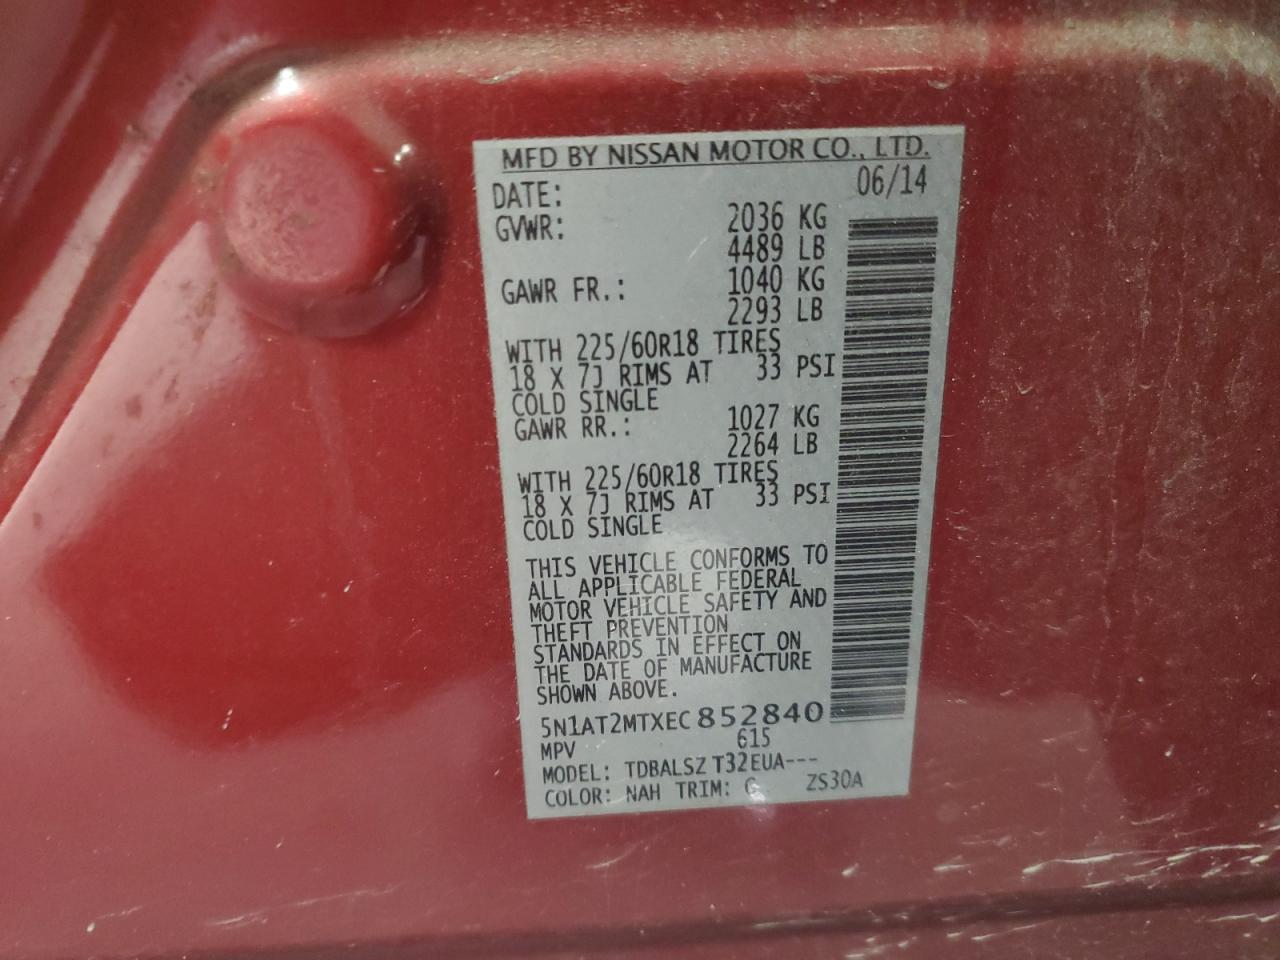 MFD BY NISSAN MOTOR CO., LTD.
DATE: 06/14
GVWR: 2036 KG
4489 LB
GAWR FR.: 1040 KG
2293 LB
WITH 225/60R18 TIRES
18 X 7J RIMS AT 33 PSI
COLD SINGLE
GAWR RR.: 1027 KG
2264 LB
WITH 225/60R18 TIRES
18 X 7J RIMS AT 33 PSI
COLD SINGLE
THIS VEHICLE CONFORMS TO
ALL APPLICABLE FEDERAL
MOTOR VEHICLE SAFETY AND
THEFT PREVENTION
STANDARDS IN EFFECT ON
THE DATE OF MANUFACTURE
SHOWN ABOVE.
5N1AT2MTXEC852840
MPV 615
MODEL: TDBALSZ T32EUA---
COLOR: NAH TRIM: ZS30A